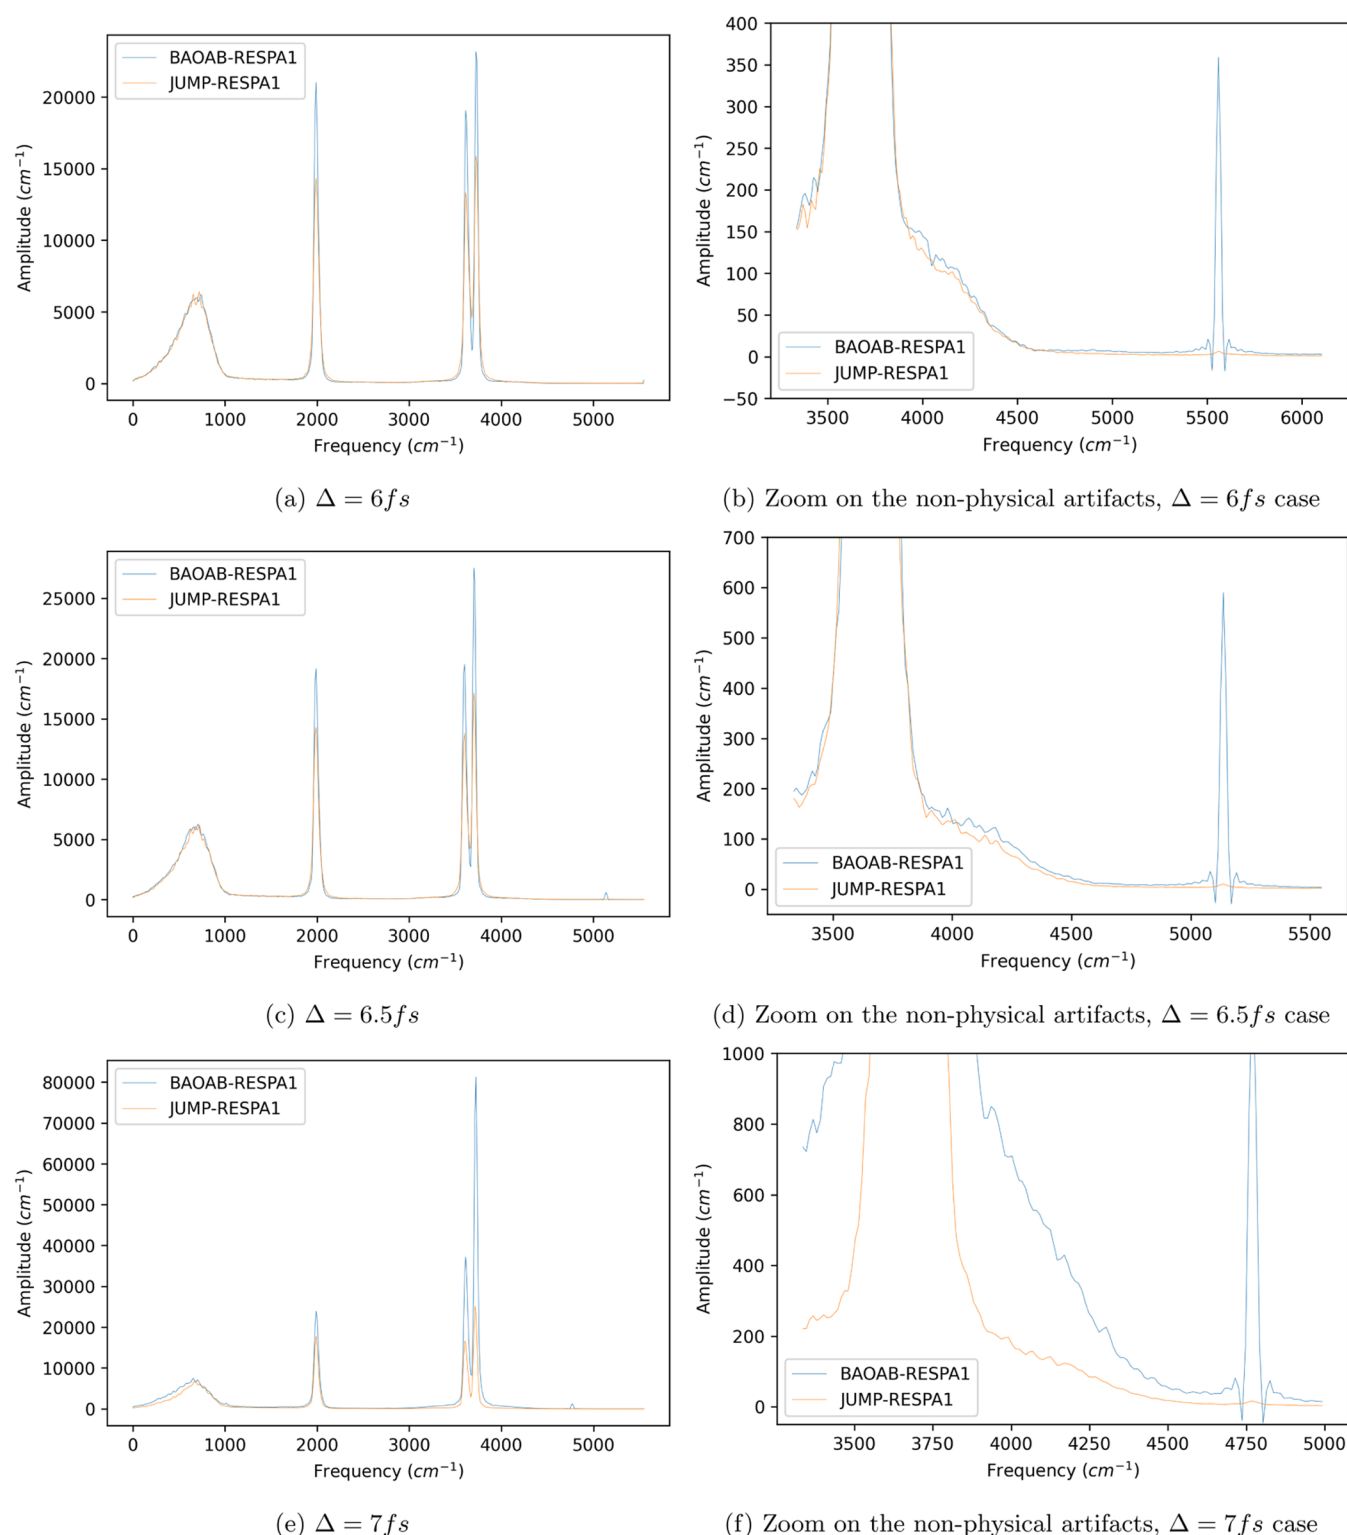 BAOAB-RESPA1
JUMP-RESPA1
20000
15000
10000
5000
0
Amplitude (cm⁻¹)
0 1000 2000 3000 4000 5000
Frequency (cm⁻¹)
(a) Δ = 6fs
400
350
300
250
200
150
100
50
0
−50
Amplitude (cm⁻¹)
BAOAB-RESPA1
JUMP-RESPA1
3500 4000 4500 5000 5500 6000
Frequency (cm⁻¹)
(b) Zoom on the non-physical artifacts, Δ = 6fs case
BAOAB-RESPA1
JUMP-RESPA1
25000
20000
15000
10000
5000
0
Amplitude (cm⁻¹)
0 1000 2000 3000 4000 5000
Frequency (cm⁻¹)
(c) Δ = 6.5fs
700
600
500
400
300
200
100
0
Amplitude (cm⁻¹)
BAOAB-RESPA1
JUMP-RESPA1
3500 4000 4500 5000 5500
Frequency (cm⁻¹)
(d) Zoom on the non-physical artifacts, Δ = 6.5fs case
BAOAB-RESPA1
JUMP-RESPA1
80000
70000
60000
50000
40000
30000
20000
10000
0
Amplitude (cm⁻¹)
0 1000 2000 3000 4000 5000
Frequency (cm⁻¹)
(e) Δ = 7fs
1000
800
600
400
200
0
Amplitude (cm⁻¹)
BAOAB-RESPA1
JUMP-RESPA1
3500 3750 4000 4250 4500 4750 5000
Frequency (cm⁻¹)
(f) Zoom on the non-physical artifacts, Δ = 7fs case